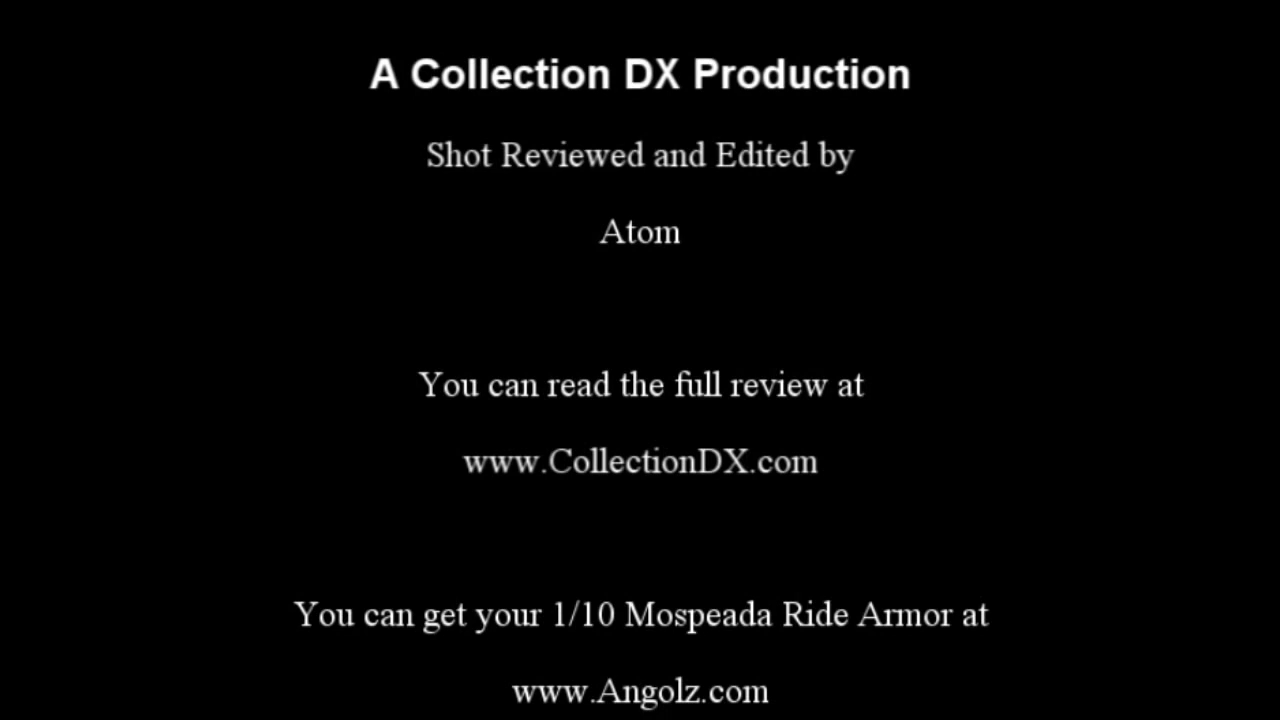 A Collection DX Production
Shot Reviewed and Edited by
Atom
You can read the full review at
www.CollectionDX.com
You can get your 1/10 Mospeada Ride Armor at
www.Angolz.com